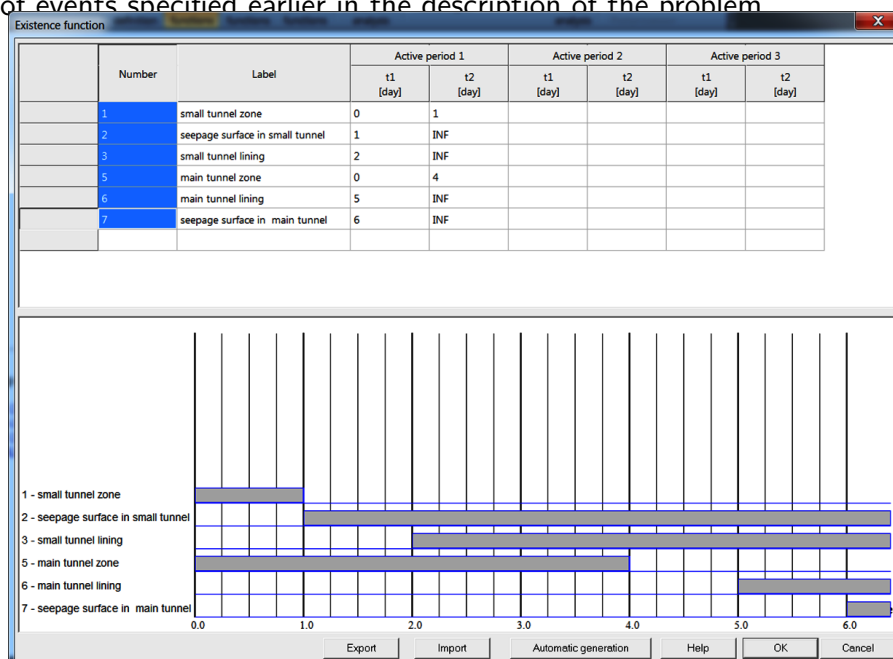 of events specified earlier in the description of the problem
Existence function
X
Number Label Active period 1 Active period 2 Active period 3
t1 t2 t1 t2 t1 t2
[day] [day] [day] [day] [day] [day]
1 small tunnel zone 0 1
2 seepage surface in small tunnel 1 INF
3 small tunnel lining 2 INF
5 main tunnel zone 0 4
6 main tunnel lining 5 INF
7 seepage surface in main tunnel 6 INF
1 - small tunnel zone
2 - seepage surface in small tunnel
3 - small tunnel lining
5 - main tunnel zone
6 - main tunnel lining
7 - seepage surface in main tunnel
0.0 1.0 2.0 3.0 4.0 5.0 6.0
Export Import Automatic generation Help OK Cancel